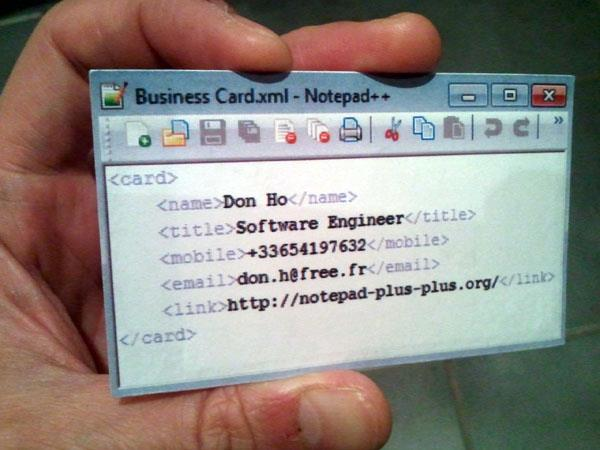 Business Card.xml - Notepad++
<card>
<name>Don Ho</name>
<title>Software Engineer</title>
<mobile>+33654197632</mobile>
<email>don.h@free.fr</email>
<link>http://notepad-plus-plus.org/</link>
</card>